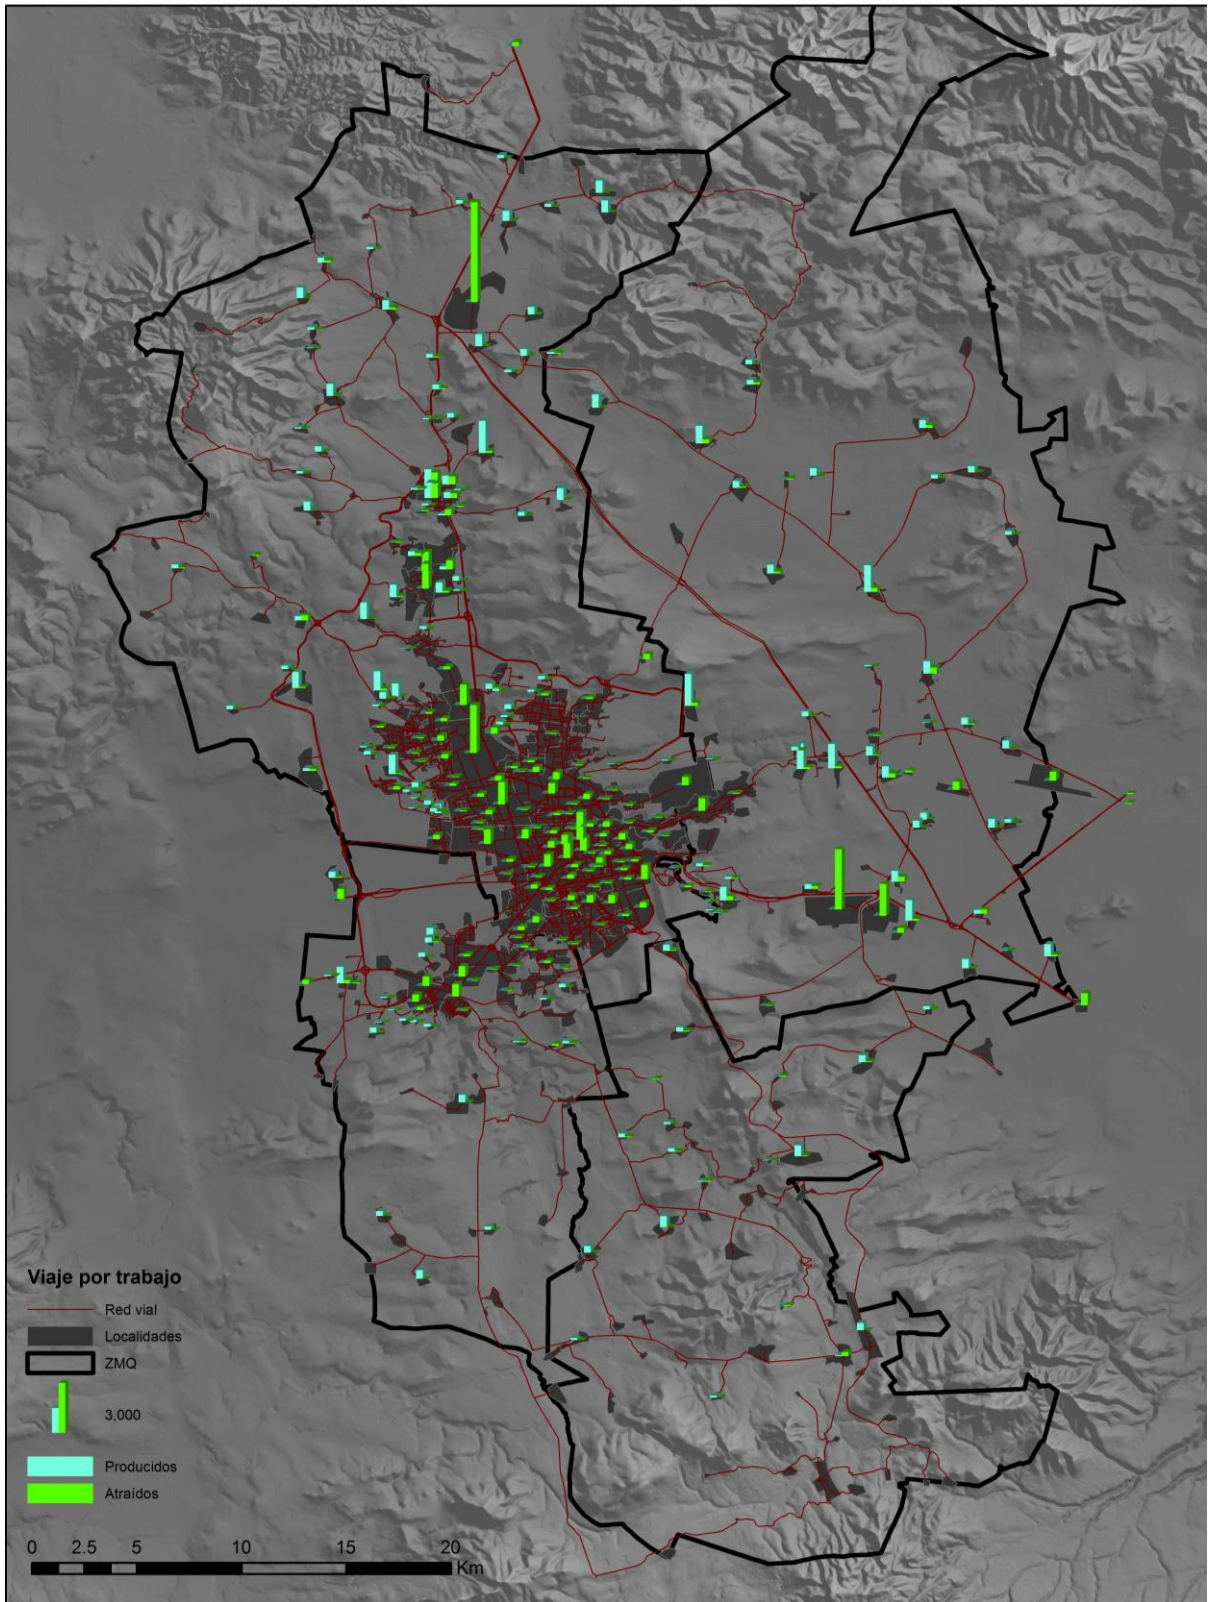 Viaje por trabajo
Red vial
Localidades
ZMQ
3,000
Producidos
Atraídos
0 2.5 5 10 15 20
Km